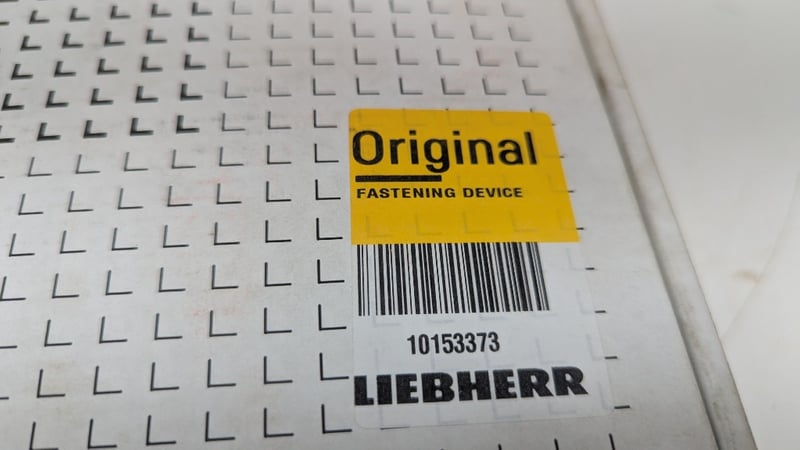 Original
FASTENING DEVICE
10153373
LIEBHERR